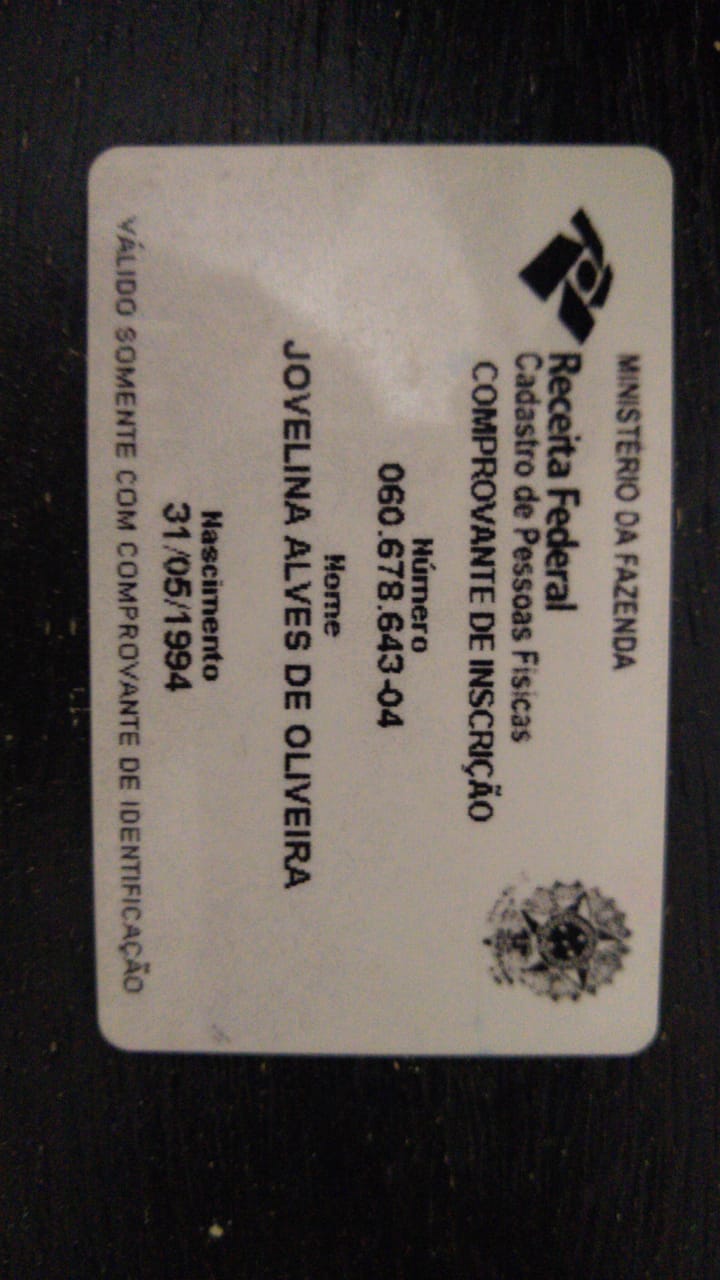 MINISTÉRIO DA FAZENDA
Receita Federal
Cadastro de Pessoas Físicas
COMPROVANTE DE INSCRIÇÃO
Número
060.678.643-04
Nome
JOVELINA ALVES DE OLIVEIRA
Nascimento
31/05/1994
VÁLIDO SOMENTE COM COMPROVANTE DE IDENTIFICAÇÃO